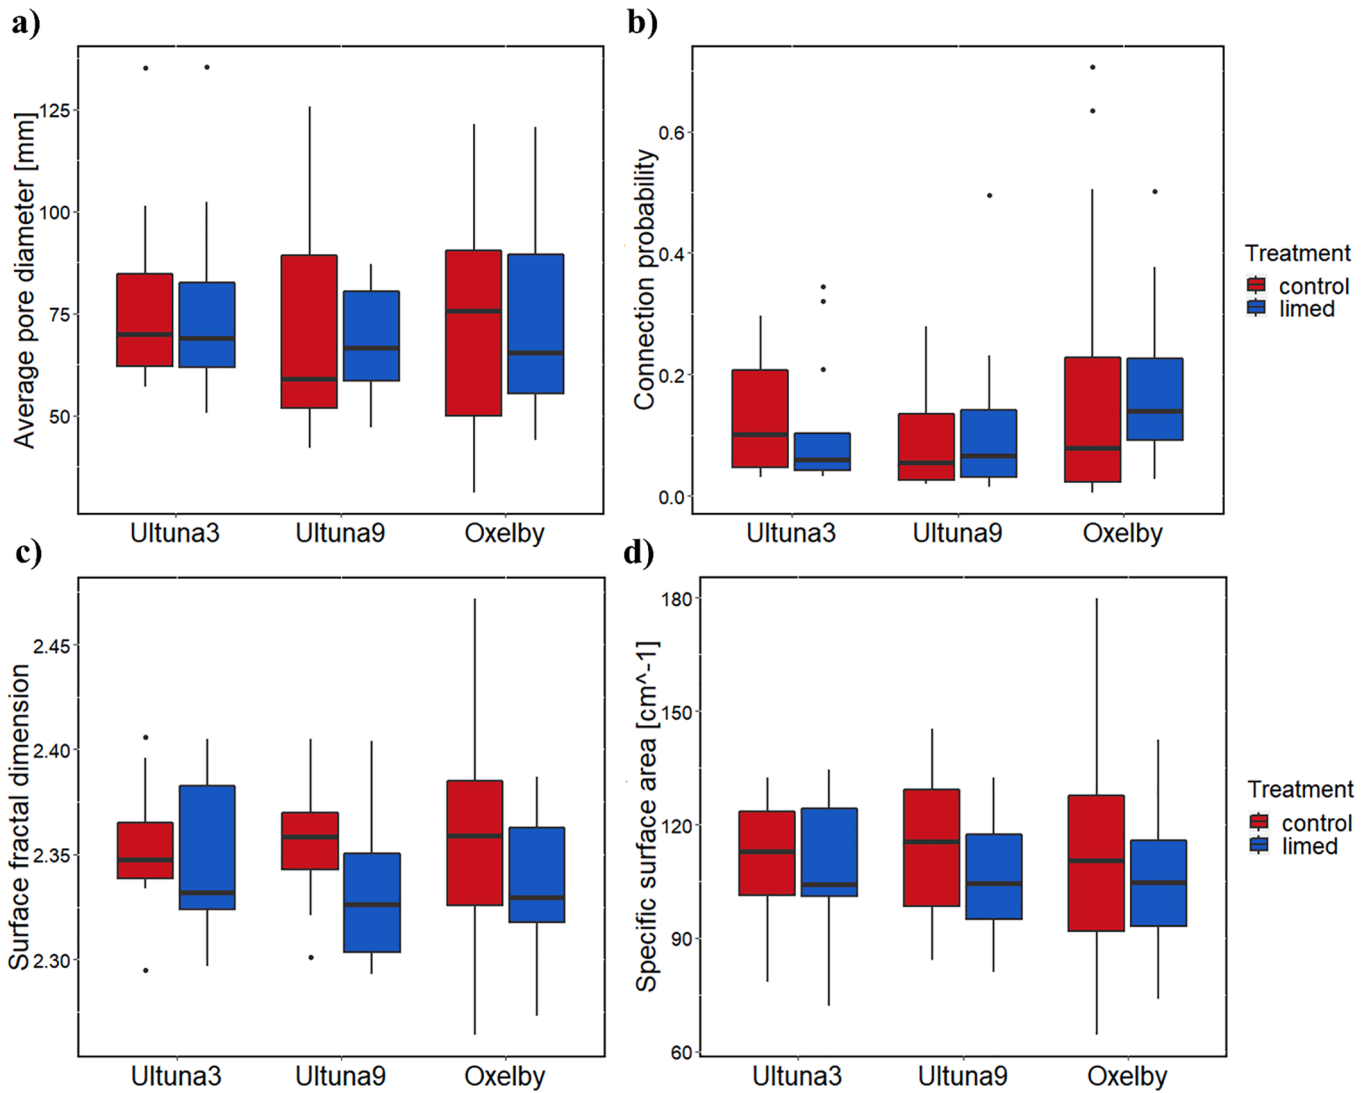 a)
Average pore diameter [mm]
125
100
75
50
Ultuna3 Ultuna9 Oxelby
b)
Connection probability
0.6
0.4
0.2
0.0
Ultuna3 Ultuna9 Oxelby
Treatment
control
limed
c)
Surface fractal dimension
2.45
2.40
2.35
2.30
Ultuna3 Ultuna9 Oxelby
d)
Specific surface area [cm^-1]
180
150
120
90
60
Ultuna3 Ultuna9 Oxelby
Treatment
control
limed